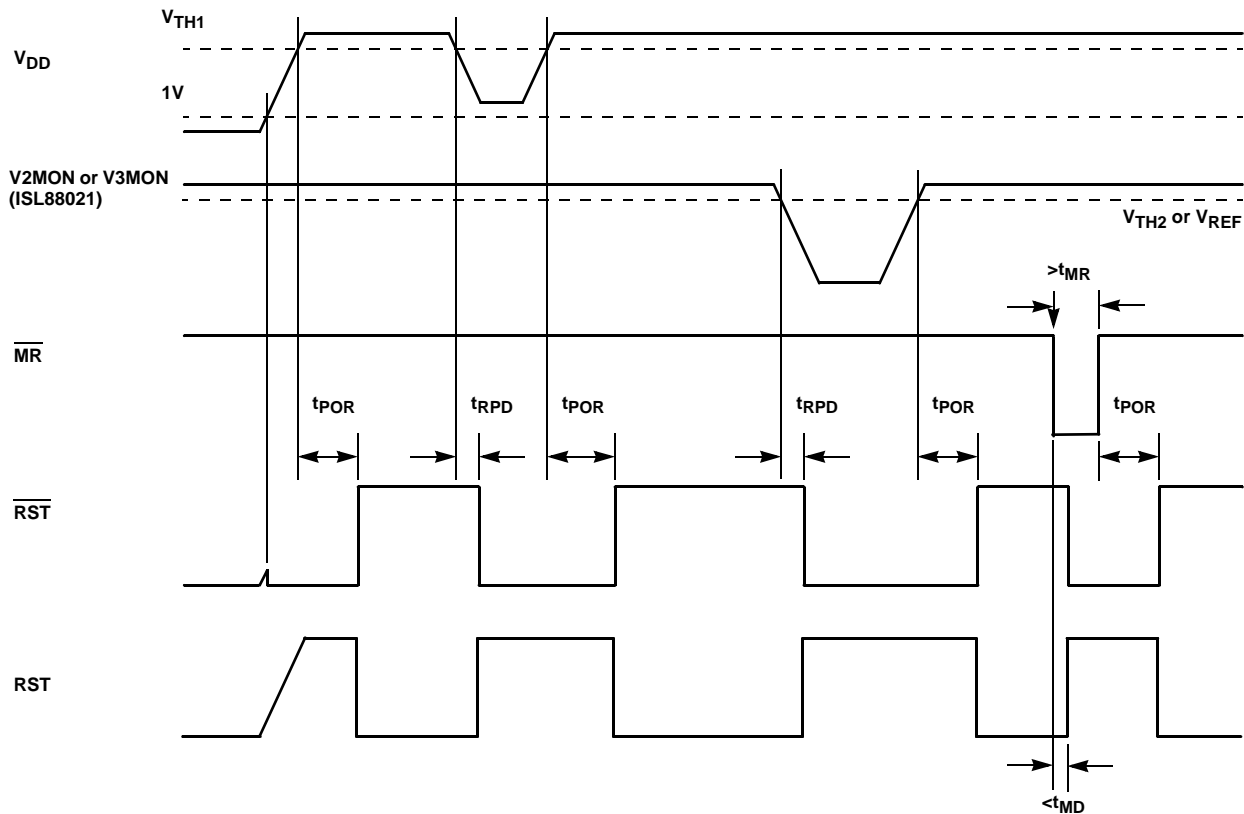 VTH1
VDD
1V
V2MON or V3MON
(ISL88021)
VTH2 or VREF
>tMR
MR
tPOR tRPD tPOR tRPD tPOR tPOR
RST
RST
<tMD